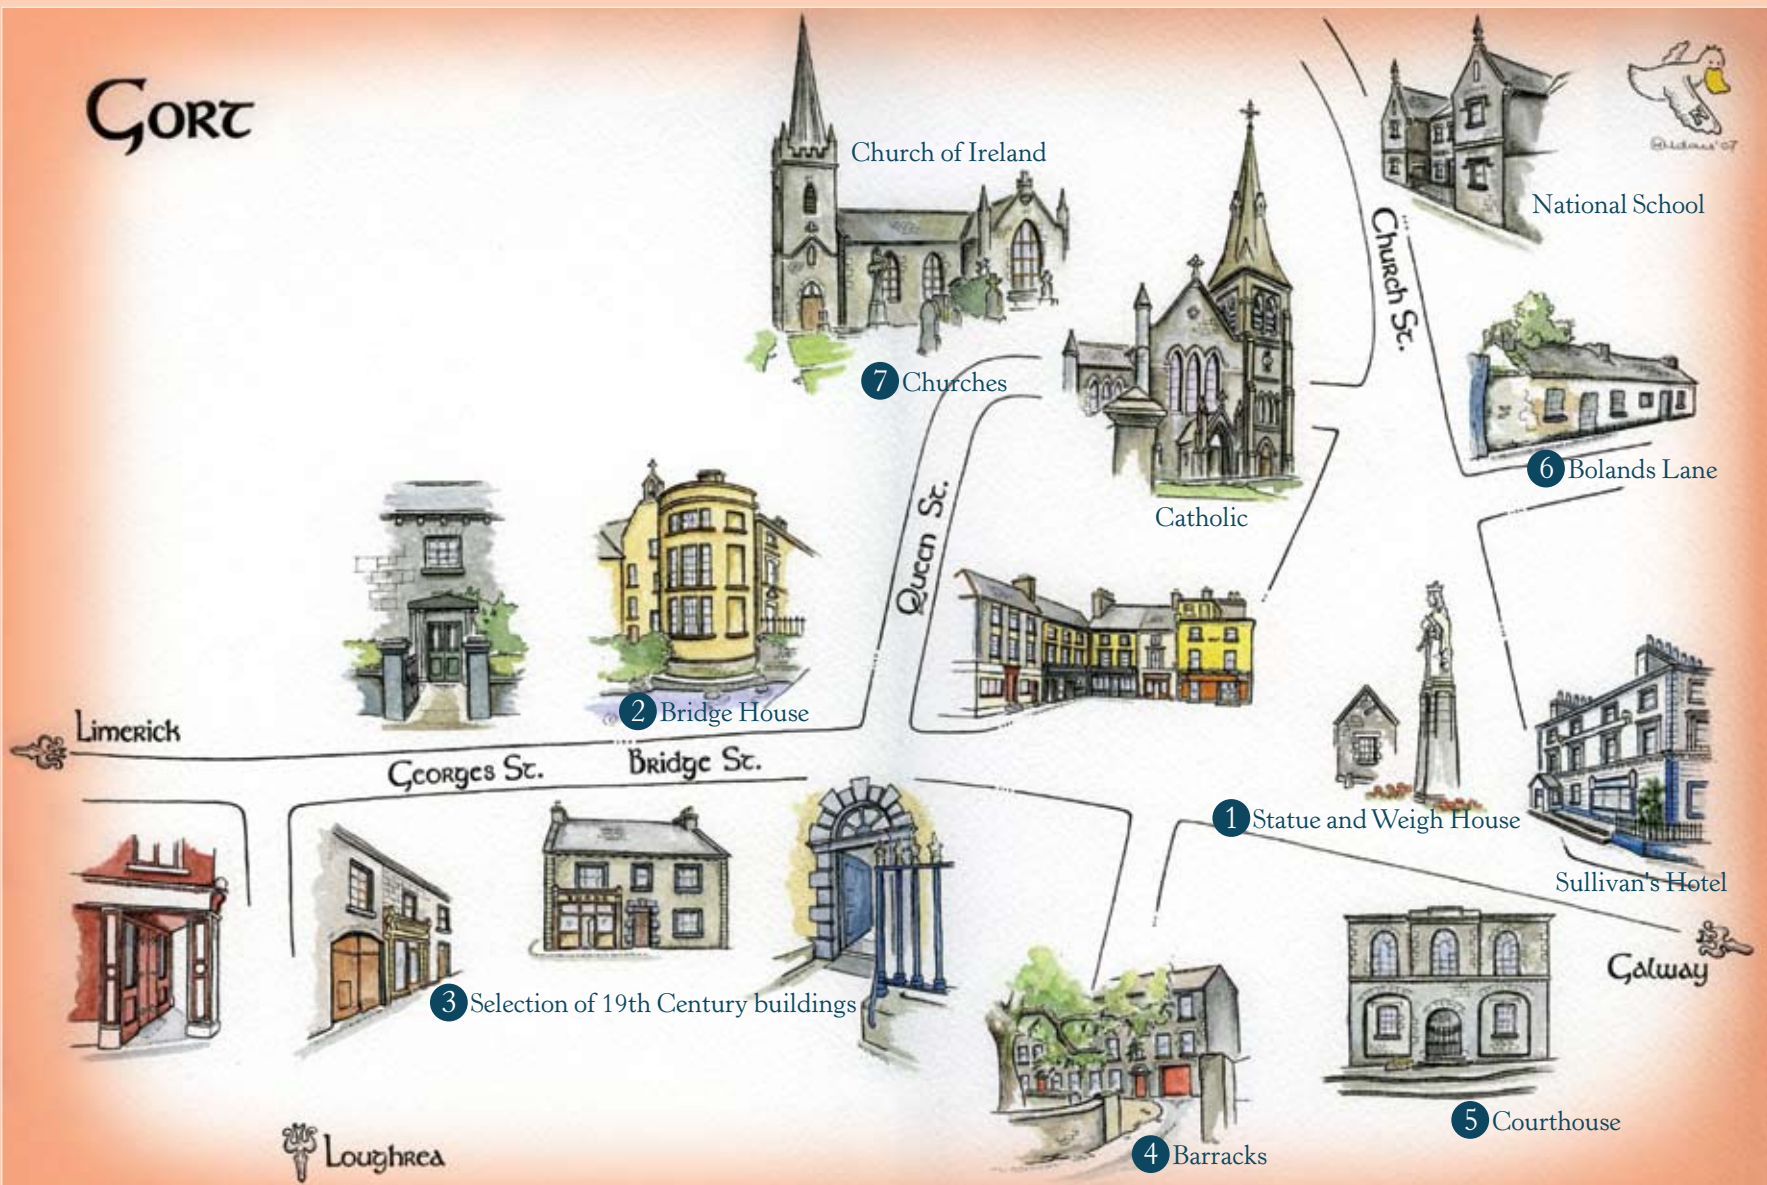 Gort
Church of Ireland
National School
Church St.
7 Churches
6 Bolands Lane
Catholic
Queen St.
2 Bridge House
Limerick
Georges St.
Bridge St.
1 Statue and Weigh House
Sullivan's Hotel
Galway
3 Selection of 19th Century buildings
5 Courthouse
4 Barracks
Loughrea